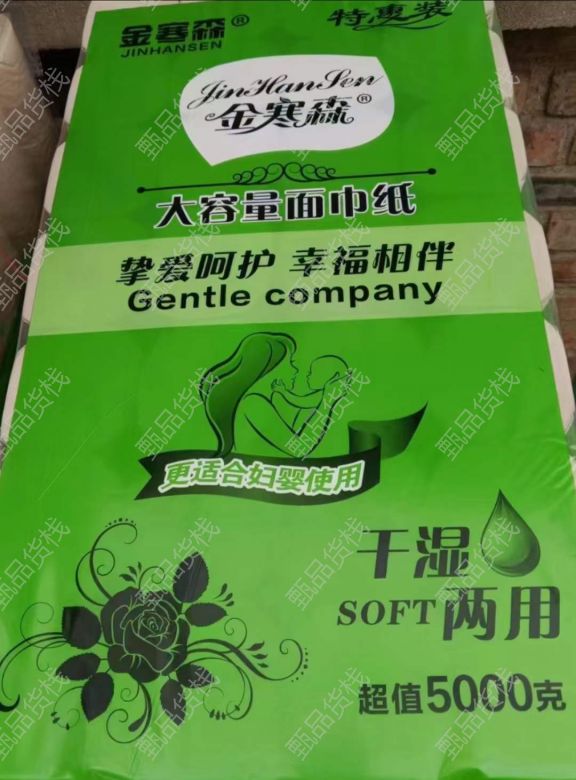 金寒森® 特惠装
JINHANSEN
JinHanSen
金寒森®
大容量面巾纸
挚爱呵护 幸福相伴
Gentle company
更适合妇婴使用
干湿
SOFT 两用
超值5000克
甄品货栈